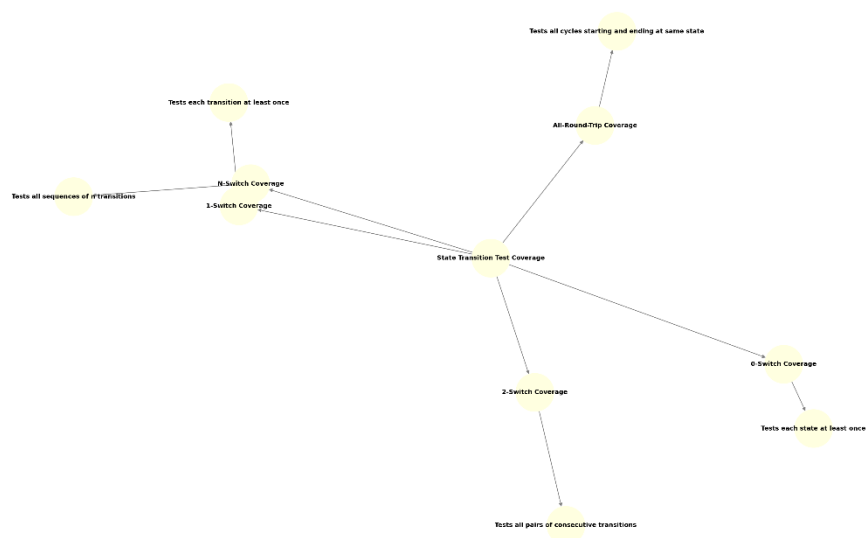 Tests all cycles starting and ending at same state
Tests each transition at least once
All-Round-Trip Coverage
N-Switch Coverage
Tests all sequences of n transitions
1-Switch Coverage
State Transition Test Coverage
0-Switch Coverage
2-Switch Coverage
Tests each state at least once
Tests all pairs of consecutive transitions